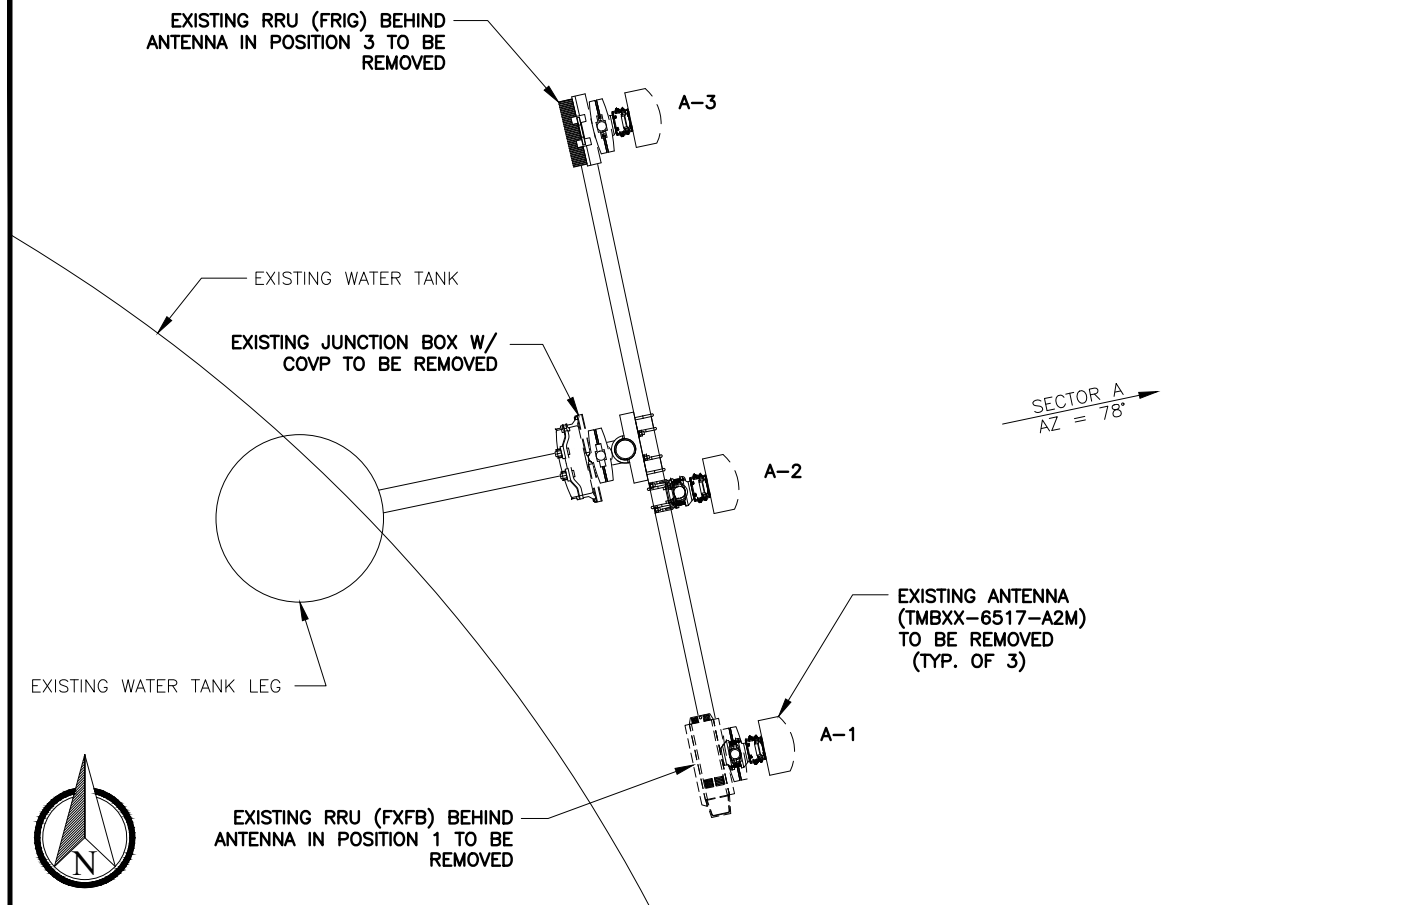 EXISTING RRU (FRIG) BEHIND
ANTENNA IN POSITION 3 TO BE
REMOVED
A-3
EXISTING WATER TANK
EXISTING JUNCTION BOX W/
COVP TO BE REMOVED
SECTOR A
AZ = 78°
A-2
EXISTING ANTENNA
(TMBXX-6517-A2M)
TO BE REMOVED
(TYP. OF 3)
EXISTING WATER TANK LEG
A-1
EXISTING RRU (FXFB) BEHIND
ANTENNA IN POSITION 1 TO BE
REMOVED
N